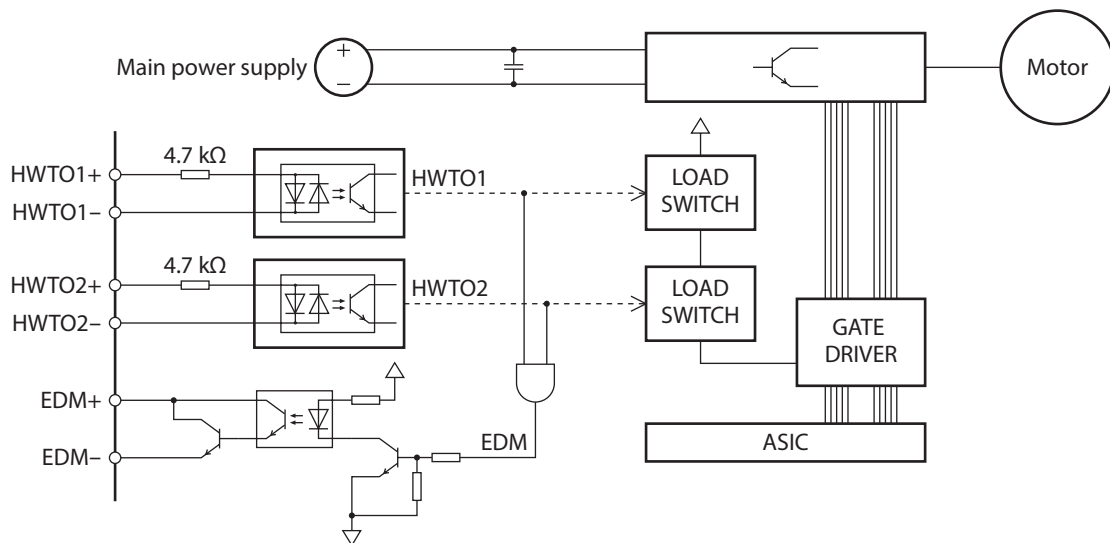 Main power supply
+
−
Motor
HWTO1+
4.7 kΩ
HWTO1
LOAD
SWITCH
HWTO1−
HWTO2+
4.7 kΩ
HWTO2
LOAD
SWITCH
HWTO2−
GATE
DRIVER
EDM+
EDM−
EDM
ASIC